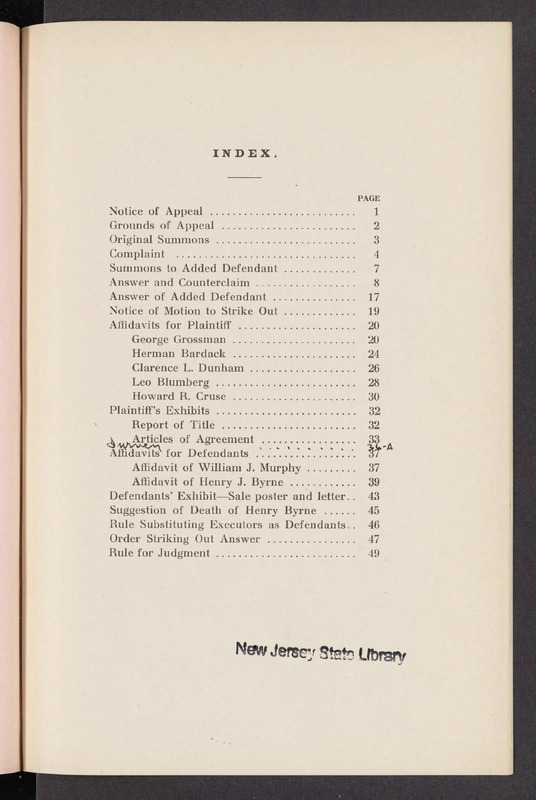 INDEX.
PAGE
Notice of Appeal .......................... 1
Grounds of Appeal ........................ 2
Original Summons ......................... 3
Complaint ................................ 4
Summons to Added Defendant ............. 7
Answer and Counterclaim .................. 8
Answer of Added Defendant ............... 17
Notice of Motion to Strike Out ............. 19
Affidavits for Plaintiff ..................... 20
George Grossman ...................... 20
Herman Bardack ...................... 24
Clarence L. Dunham ................... 26
Leo Blumberg ......................... 28
Howard R. Cruse ...................... 30
Plaintiff's Exhibits ......................... 32
Report of Title ........................ 32
Articles of Agreement ................. 33
Survey .......... 36-A
Affidavits for Defendants .................. 37
Affidavit of William J. Murphy ......... 37
Affidavit of Henry J. Byrne ............ 39
Defendants' Exhibit—Sale poster and letter.. 43
Suggestion of Death of Henry Byrne ...... 45
Rule Substituting Executors as Defendants.. 46
Order Striking Out Answer ................ 47
Rule for Judgment ......................... 49
New Jersey State Library